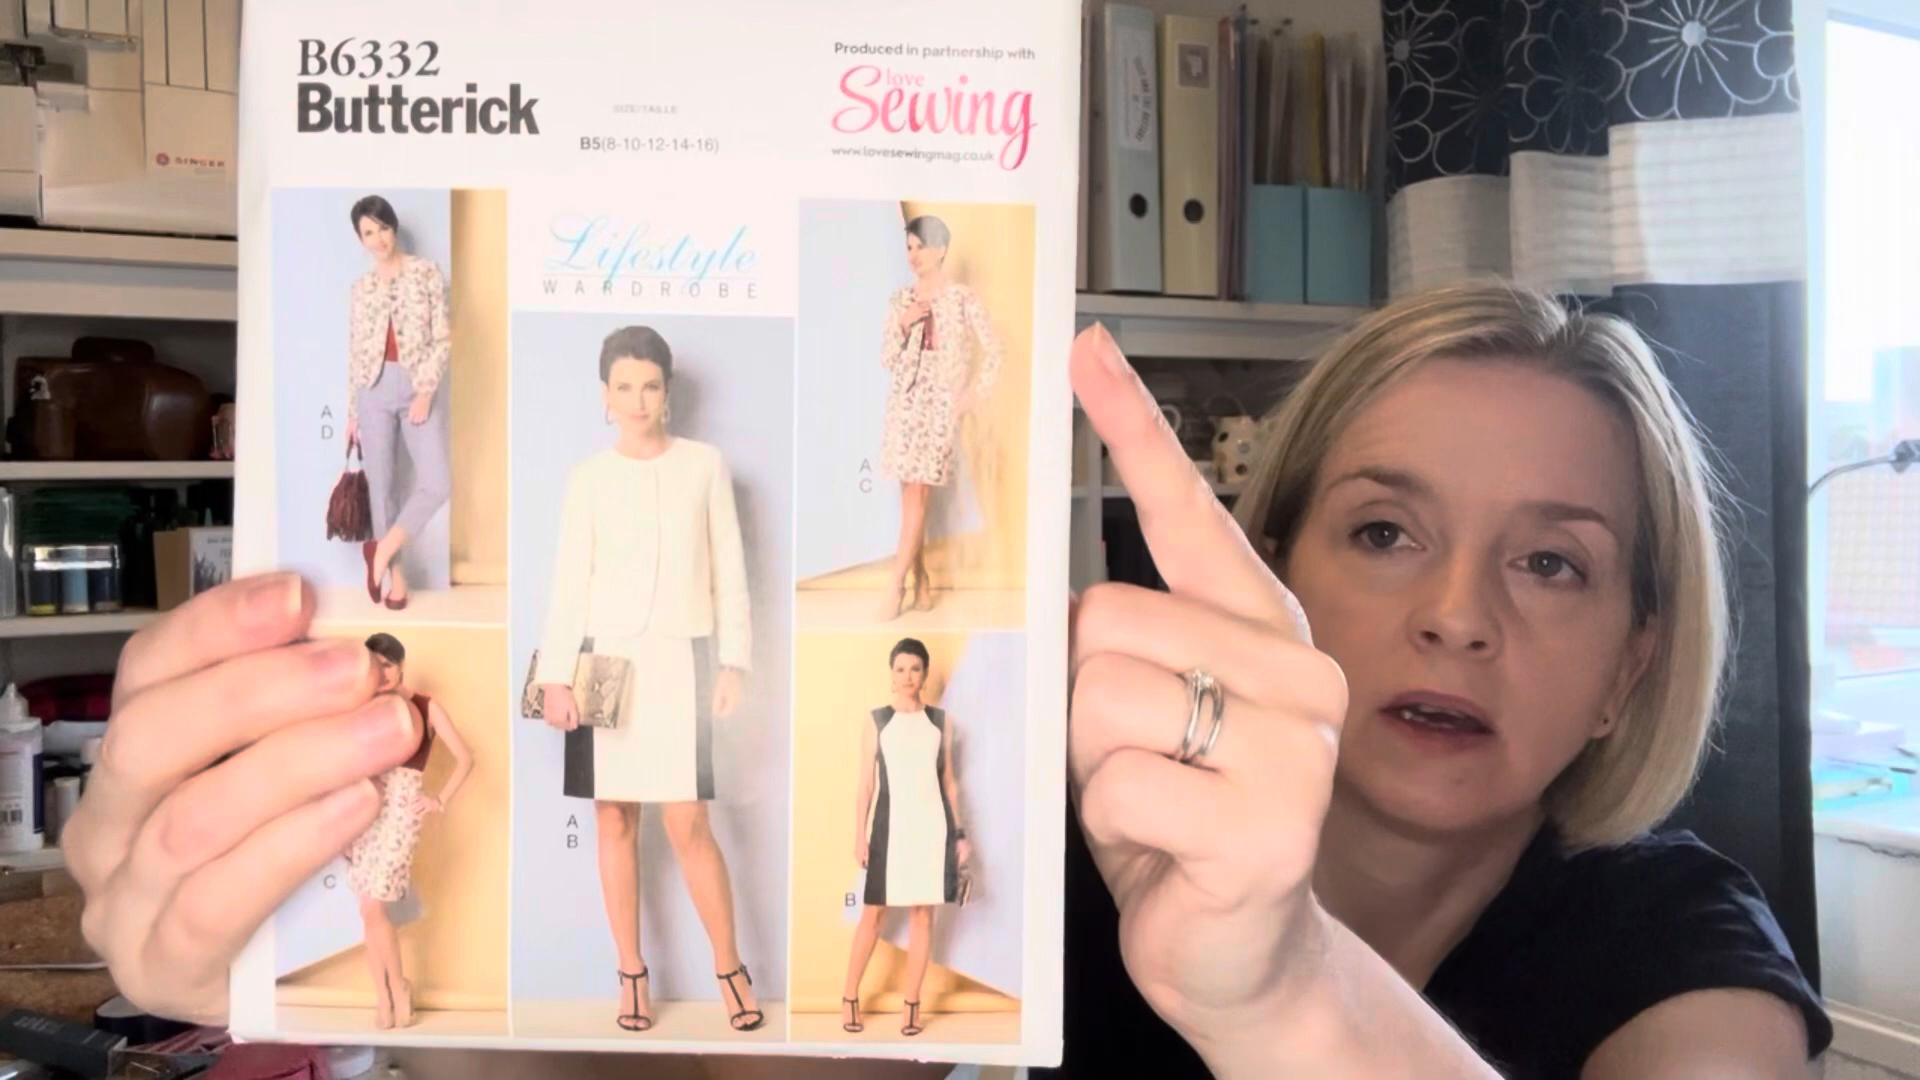 B6332
Butterick
SIZE/TAILLE
B5(8-10-12-14-16)
Produced in partnership with
love
Sewing
www.lovesewingmag.co.uk
SINGER
Lifestyle
WARDROBE
A
D
A
C
A
B
C
B